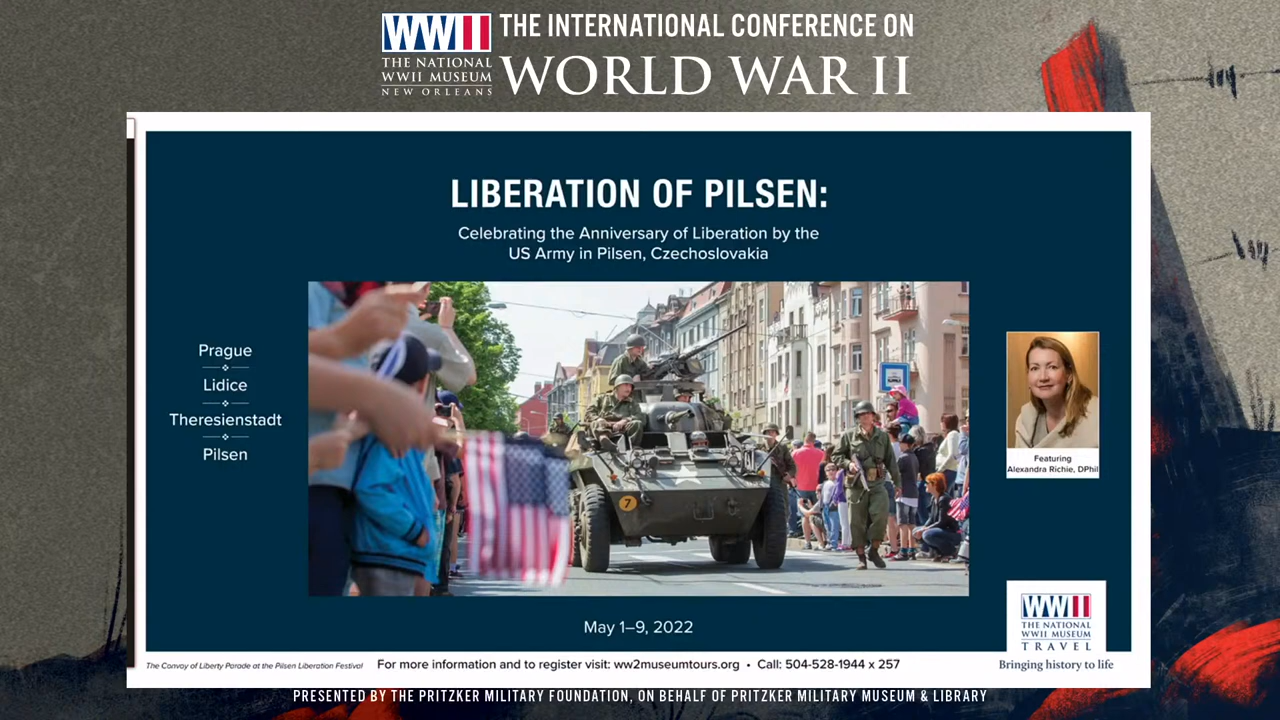 WWII
THE NATIONAL
WWII MUSEUM
NEW ORLEANS
THE INTERNATIONAL CONFERENCE ON
WORLD WAR II
LIBERATION OF PILSEN:
Celebrating the Anniversary of Liberation by the
US Army in Pilsen, Czechoslovakia
Prague
Lidice
Theresienstadt
Pilsen
7
Featuring
Alexandra Richie, DPhil
May 1–9, 2022
WWII
THE NATIONAL
WWII MUSEUM
TRAVEL
Bringing history to life
The Convoy of Liberty Parade at the Pilsen Liberation Festival
For more information and to register visit: ww2museumtours.org • Call: 504-528-1944 x 257
PRESENTED BY THE PRITZKER MILITARY FOUNDATION, ON BEHALF OF PRITZKER MILITARY MUSEUM & LIBRARY